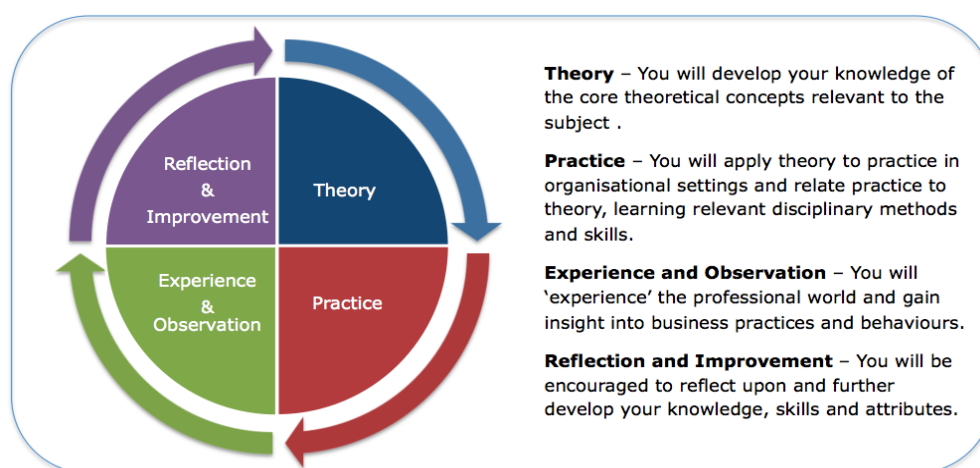 Reflection
&
Improvement
Theory
Experience
&
Observation
Practice
Theory – You will develop your knowledge of
the core theoretical concepts relevant to the
subject .
Practice – You will apply theory to practice in
organisational settings and relate practice to
theory, learning relevant disciplinary methods
and skills.
Experience and Observation – You will
‘experience’ the professional world and gain
insight into business practices and behaviours.
Reflection and Improvement – You will be
encouraged to reflect upon and further
develop your knowledge, skills and attributes.